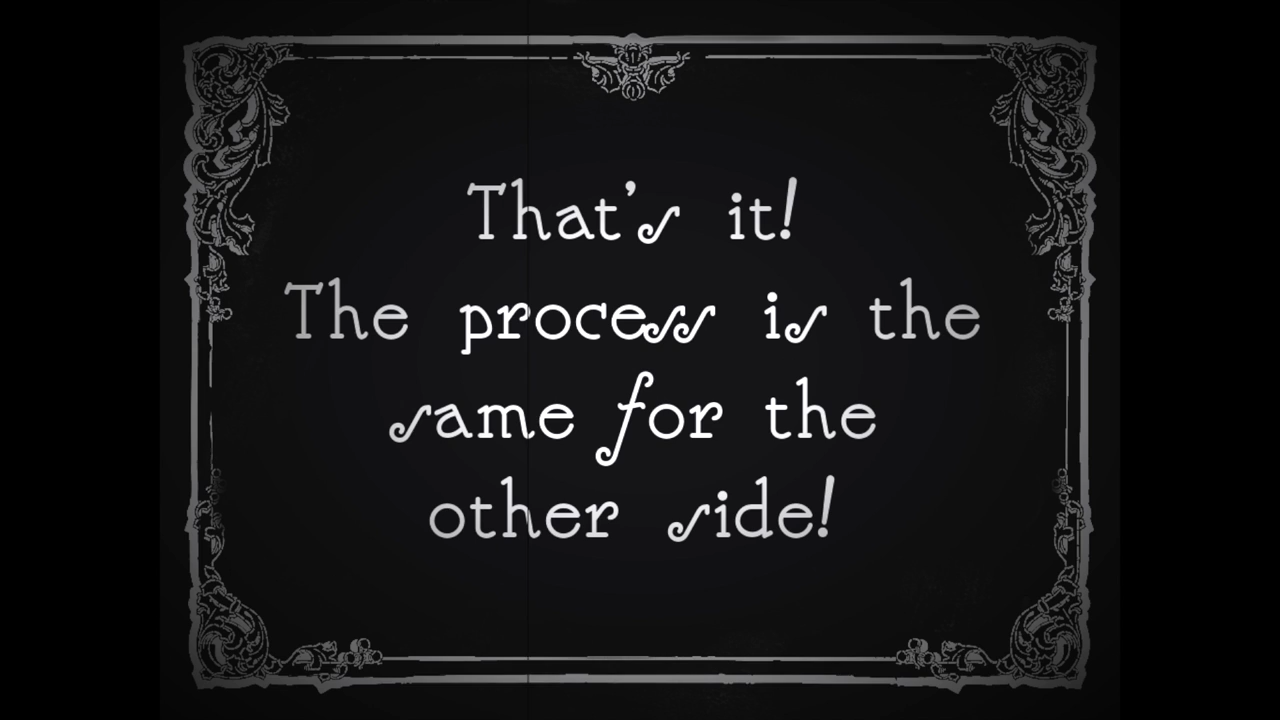 That's it!
The process is the
same for the
other side!